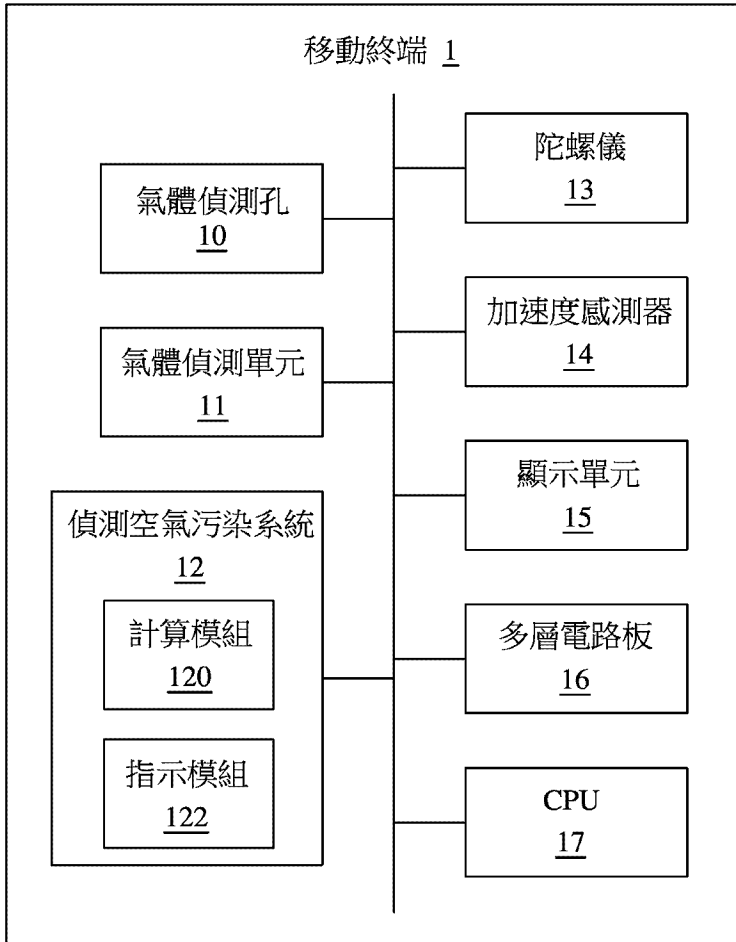 移動終端 1
氣體偵測孔
10
氣體偵測單元
11
偵測空氣污染系統
12
計算模組
120
指示模組
122
陀螺儀
13
加速度感測器
14
顯示單元
15
多層電路板
16
CPU
17